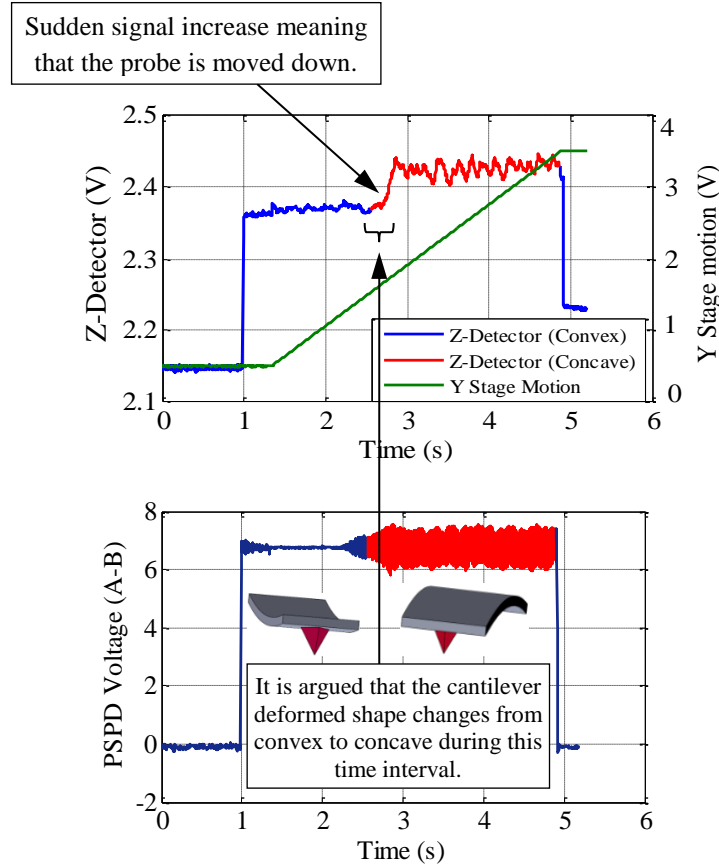 Sudden signal increase meaning
that the probe is moved down.
2.5
2.4
2.3
2.2
2.1
Z-Detector (V)
4
3
2
1
0
Y Stage motion (V)
Z-Detector (Convex)
Z-Detector (Concave)
Y Stage Motion
0 1 2 3 4 5 6
Time (s)
8
6
4
2
0
-2
PSPD Voltage (A-B)
It is argued that the cantilever
deformed shape changes from
convex to concave during this
time interval.
0 1 2 3 4 5 6
Time (s)